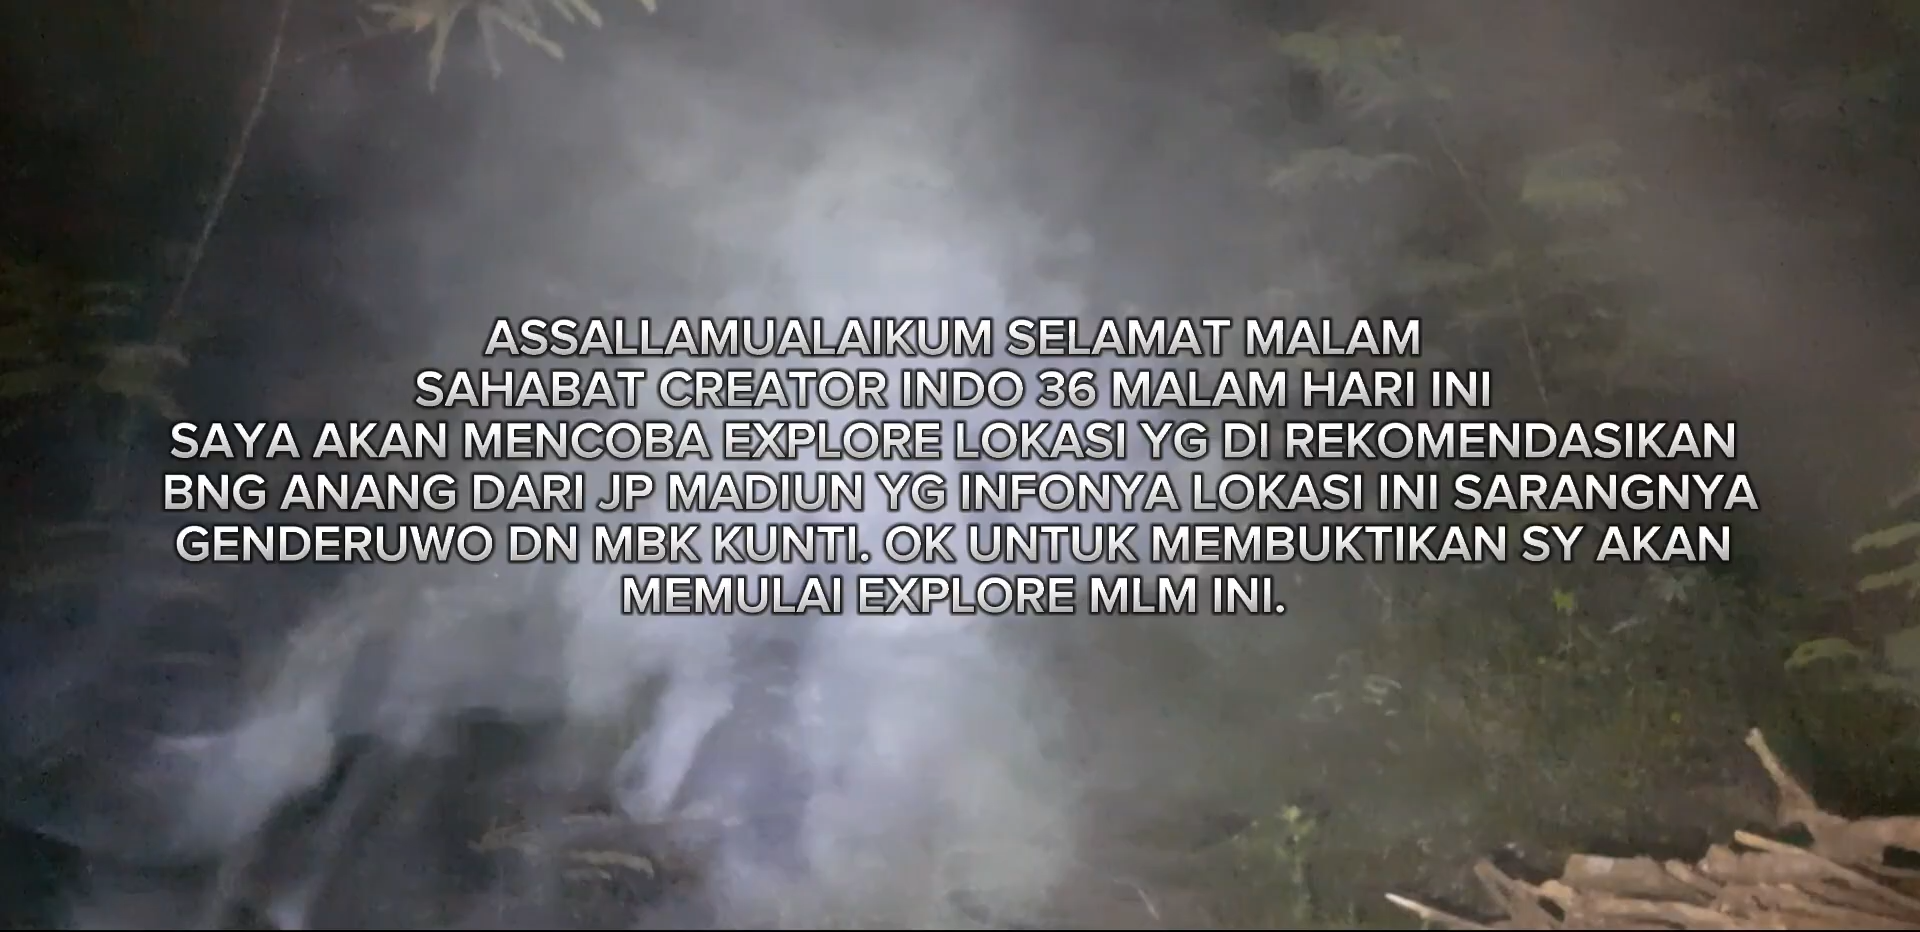 ASSALLAMUALAIKUM SELAMAT MALAM
SAHABAT CREATOR INDO 36 MALAM HARI INI
SAYA AKAN MENCOBA EXPLORE LOKASI YG DI REKOMENDASIKAN
BNG ANANG DARI JP MADIUN YG INFONYA LOKASI INI SARANGNYA
GENDERUWO DN MBK KUNTI. OK UNTUK MEMBUKTIKAN SY AKAN
MEMULAI EXPLORE MLM INI.